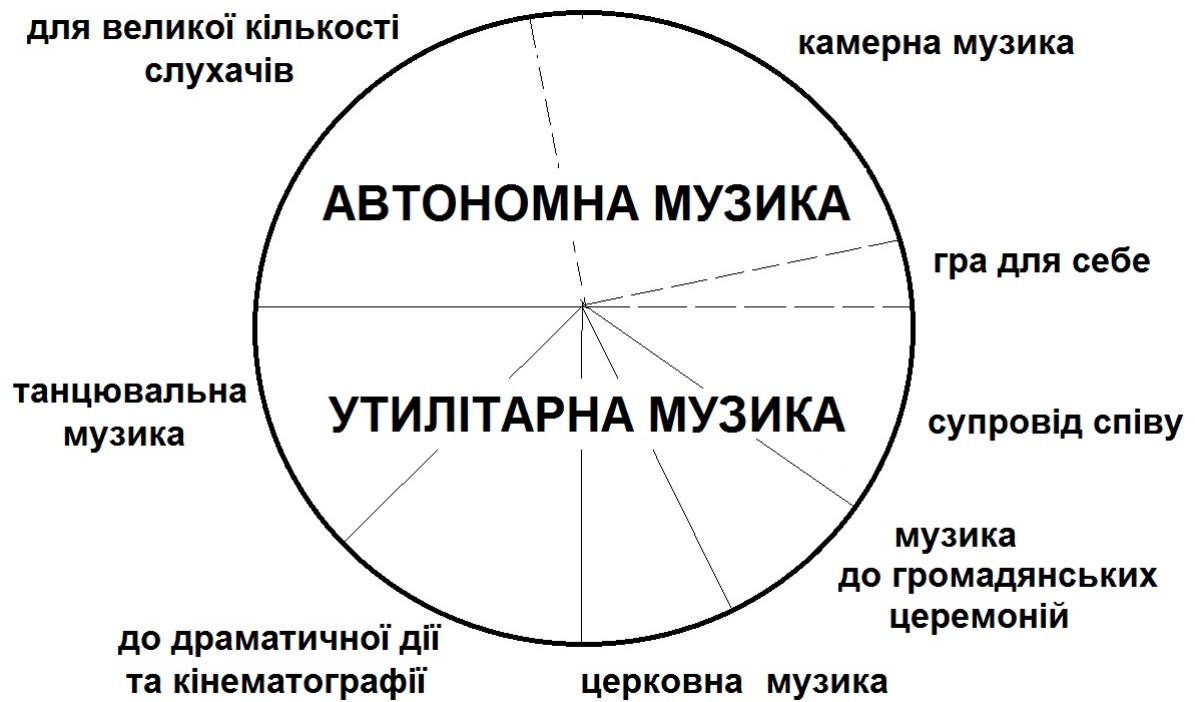 для великої кількості
слухачів
камерна музика
АВТОНОМНА МУЗИКА
гра для себе
танцювальна
музика
УТИЛІТАРНА МУЗИКА
супровід співу
музика
до громадянських
церемоній
до драматичної дії
та кінематографії
церковна музика